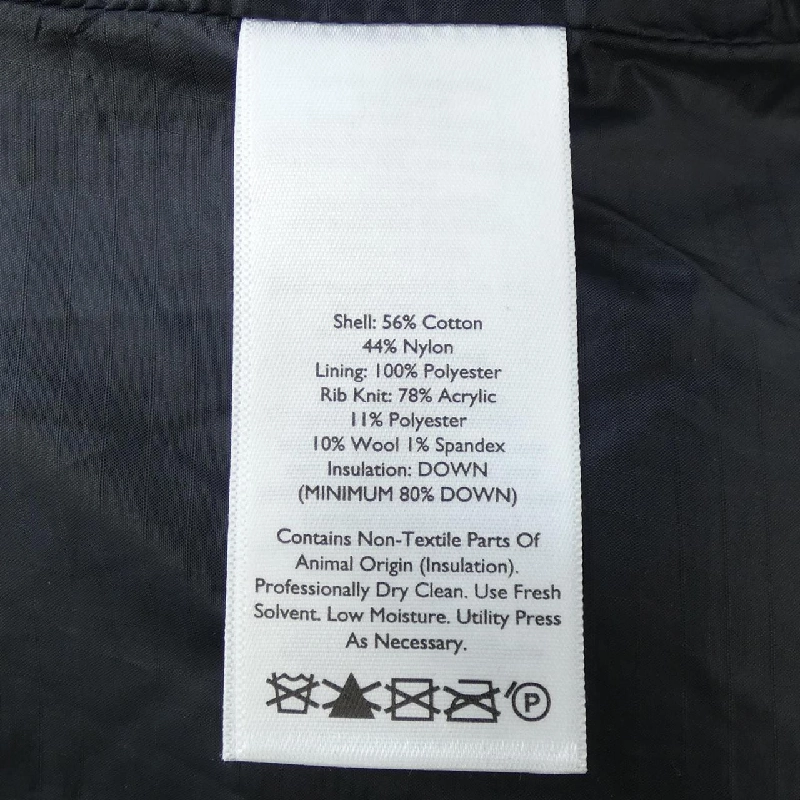 Shell: 56% Cotton
44% Nylon
Lining: 100% Polyester
Rib Knit: 78% Acrylic
11% Polyester
10% Wool 1% Spandex
Insulation: DOWN
(MINIMUM 80% DOWN)
Contains Non-Textile Parts Of
Animal Origin (Insulation).
Professionally Dry Clean. Use Fresh
Solvent. Low Moisture. Utility Press
As Necessary.
P